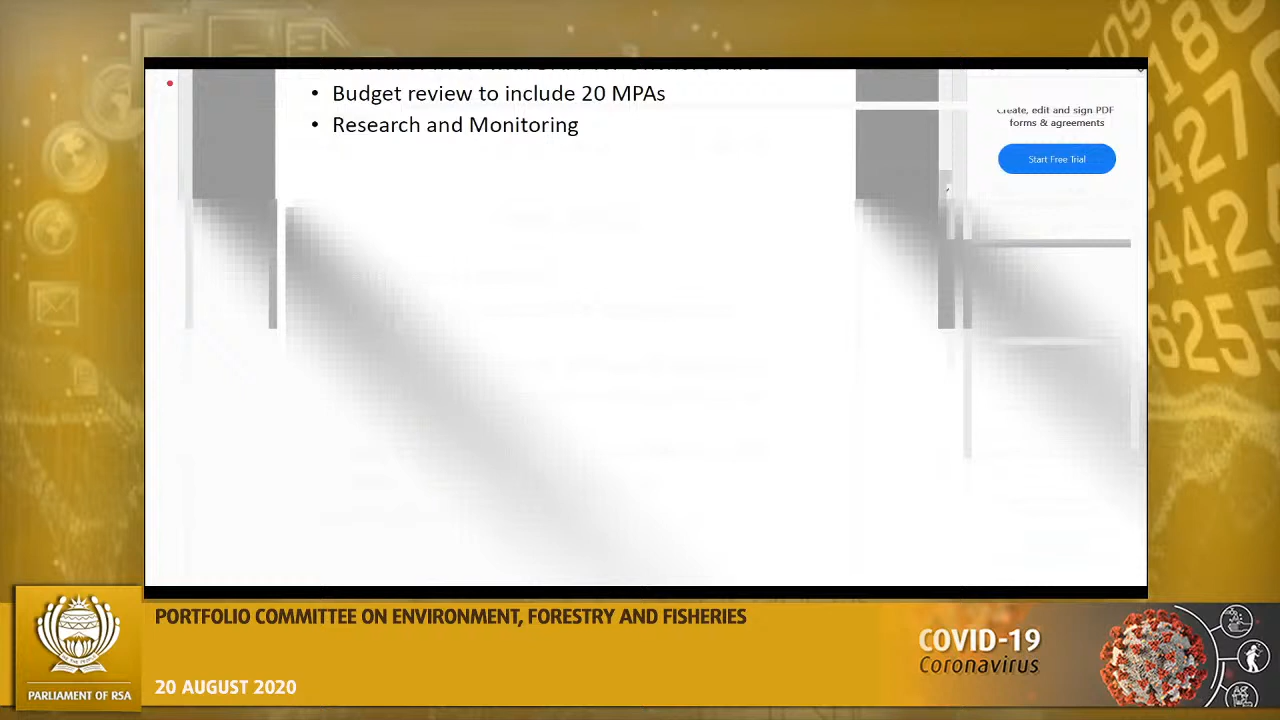 • Budget review to include 20 MPAs
• Research and Monitoring
Create, edit and sign PDF
forms & agreements
Start Free Trial
PORTFOLIO COMMITTEE ON ENVIRONMENT, FORESTRY AND FISHERIES
20 AUGUST 2020
PARLIAMENT OF RSA
COVID-19
Coronavirus